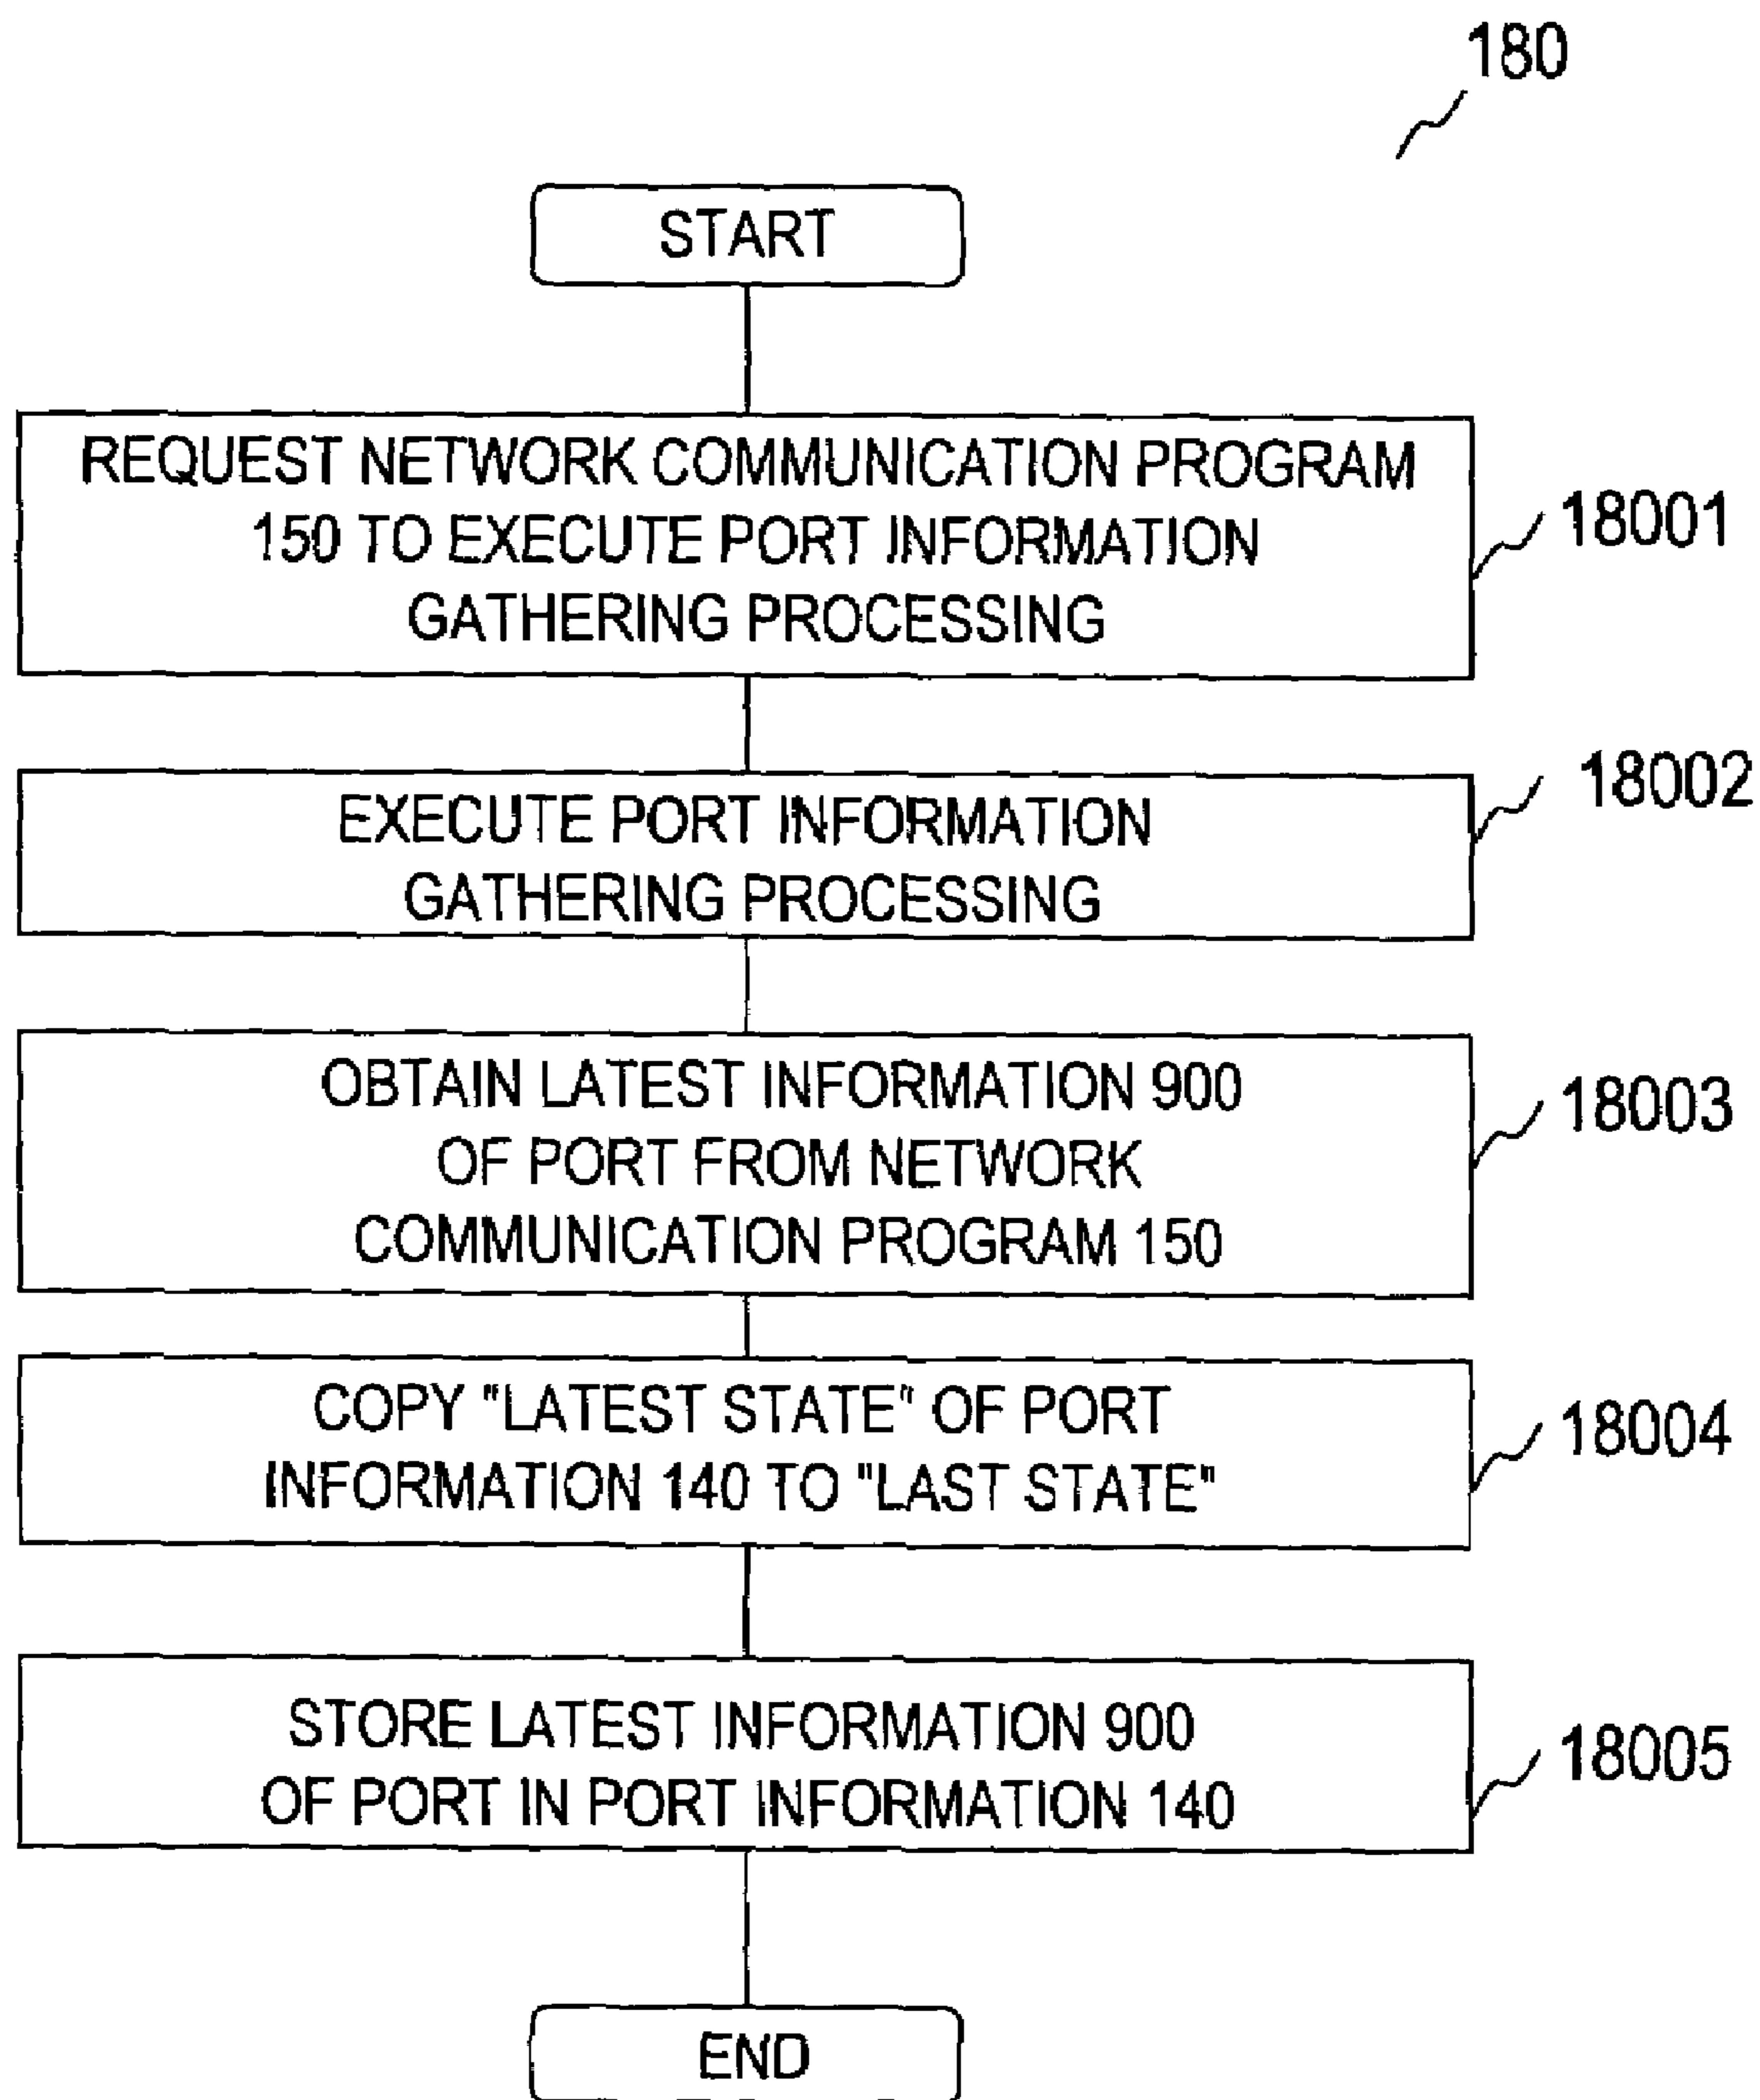 180
START
REQUEST NETWORK COMMUNICATION PROGRAM
150 TO EXECUTE PORT INFORMATION
GATHERING PROCESSING
18001
EXECUTE PORT INFORMATION
GATHERING PROCESSING
18002
OBTAIN LATEST INFORMATION 900
OF PORT FROM NETWORK
COMMUNICATION PROGRAM 150
18003
COPY "LATEST STATE" OF PORT
INFORMATION 140 TO "LAST STATE"
18004
STORE LATEST INFORMATION 900
OF PORT IN PORT INFORMATION 140
18005
END